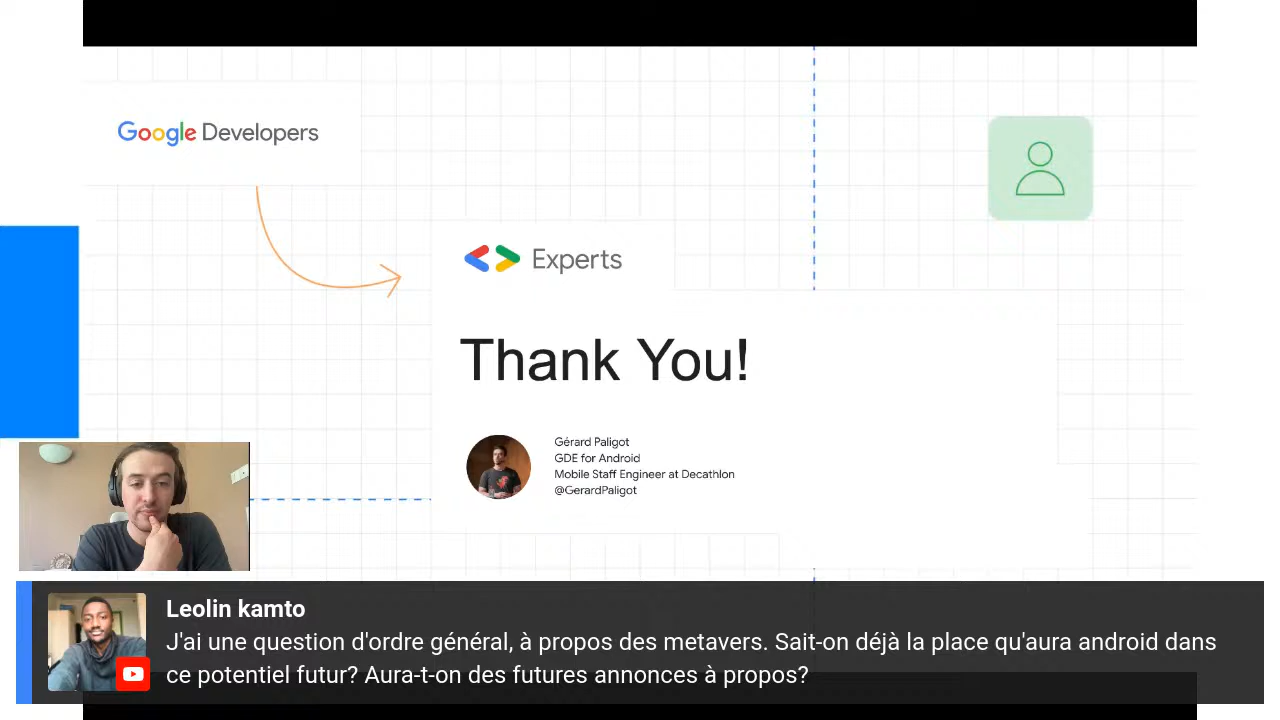 Google Developers
Experts
Thank You!
Gérard Paligot
GDE for Android
Mobile Staff Engineer at Decathlon
@GerardPaligot
Leolin kamto
J'ai une question d'ordre général, à propos des metavers. Sait-on déjà la place qu'aura android dans
ce potentiel futur? Aura-t-on des futures annonces à propos?